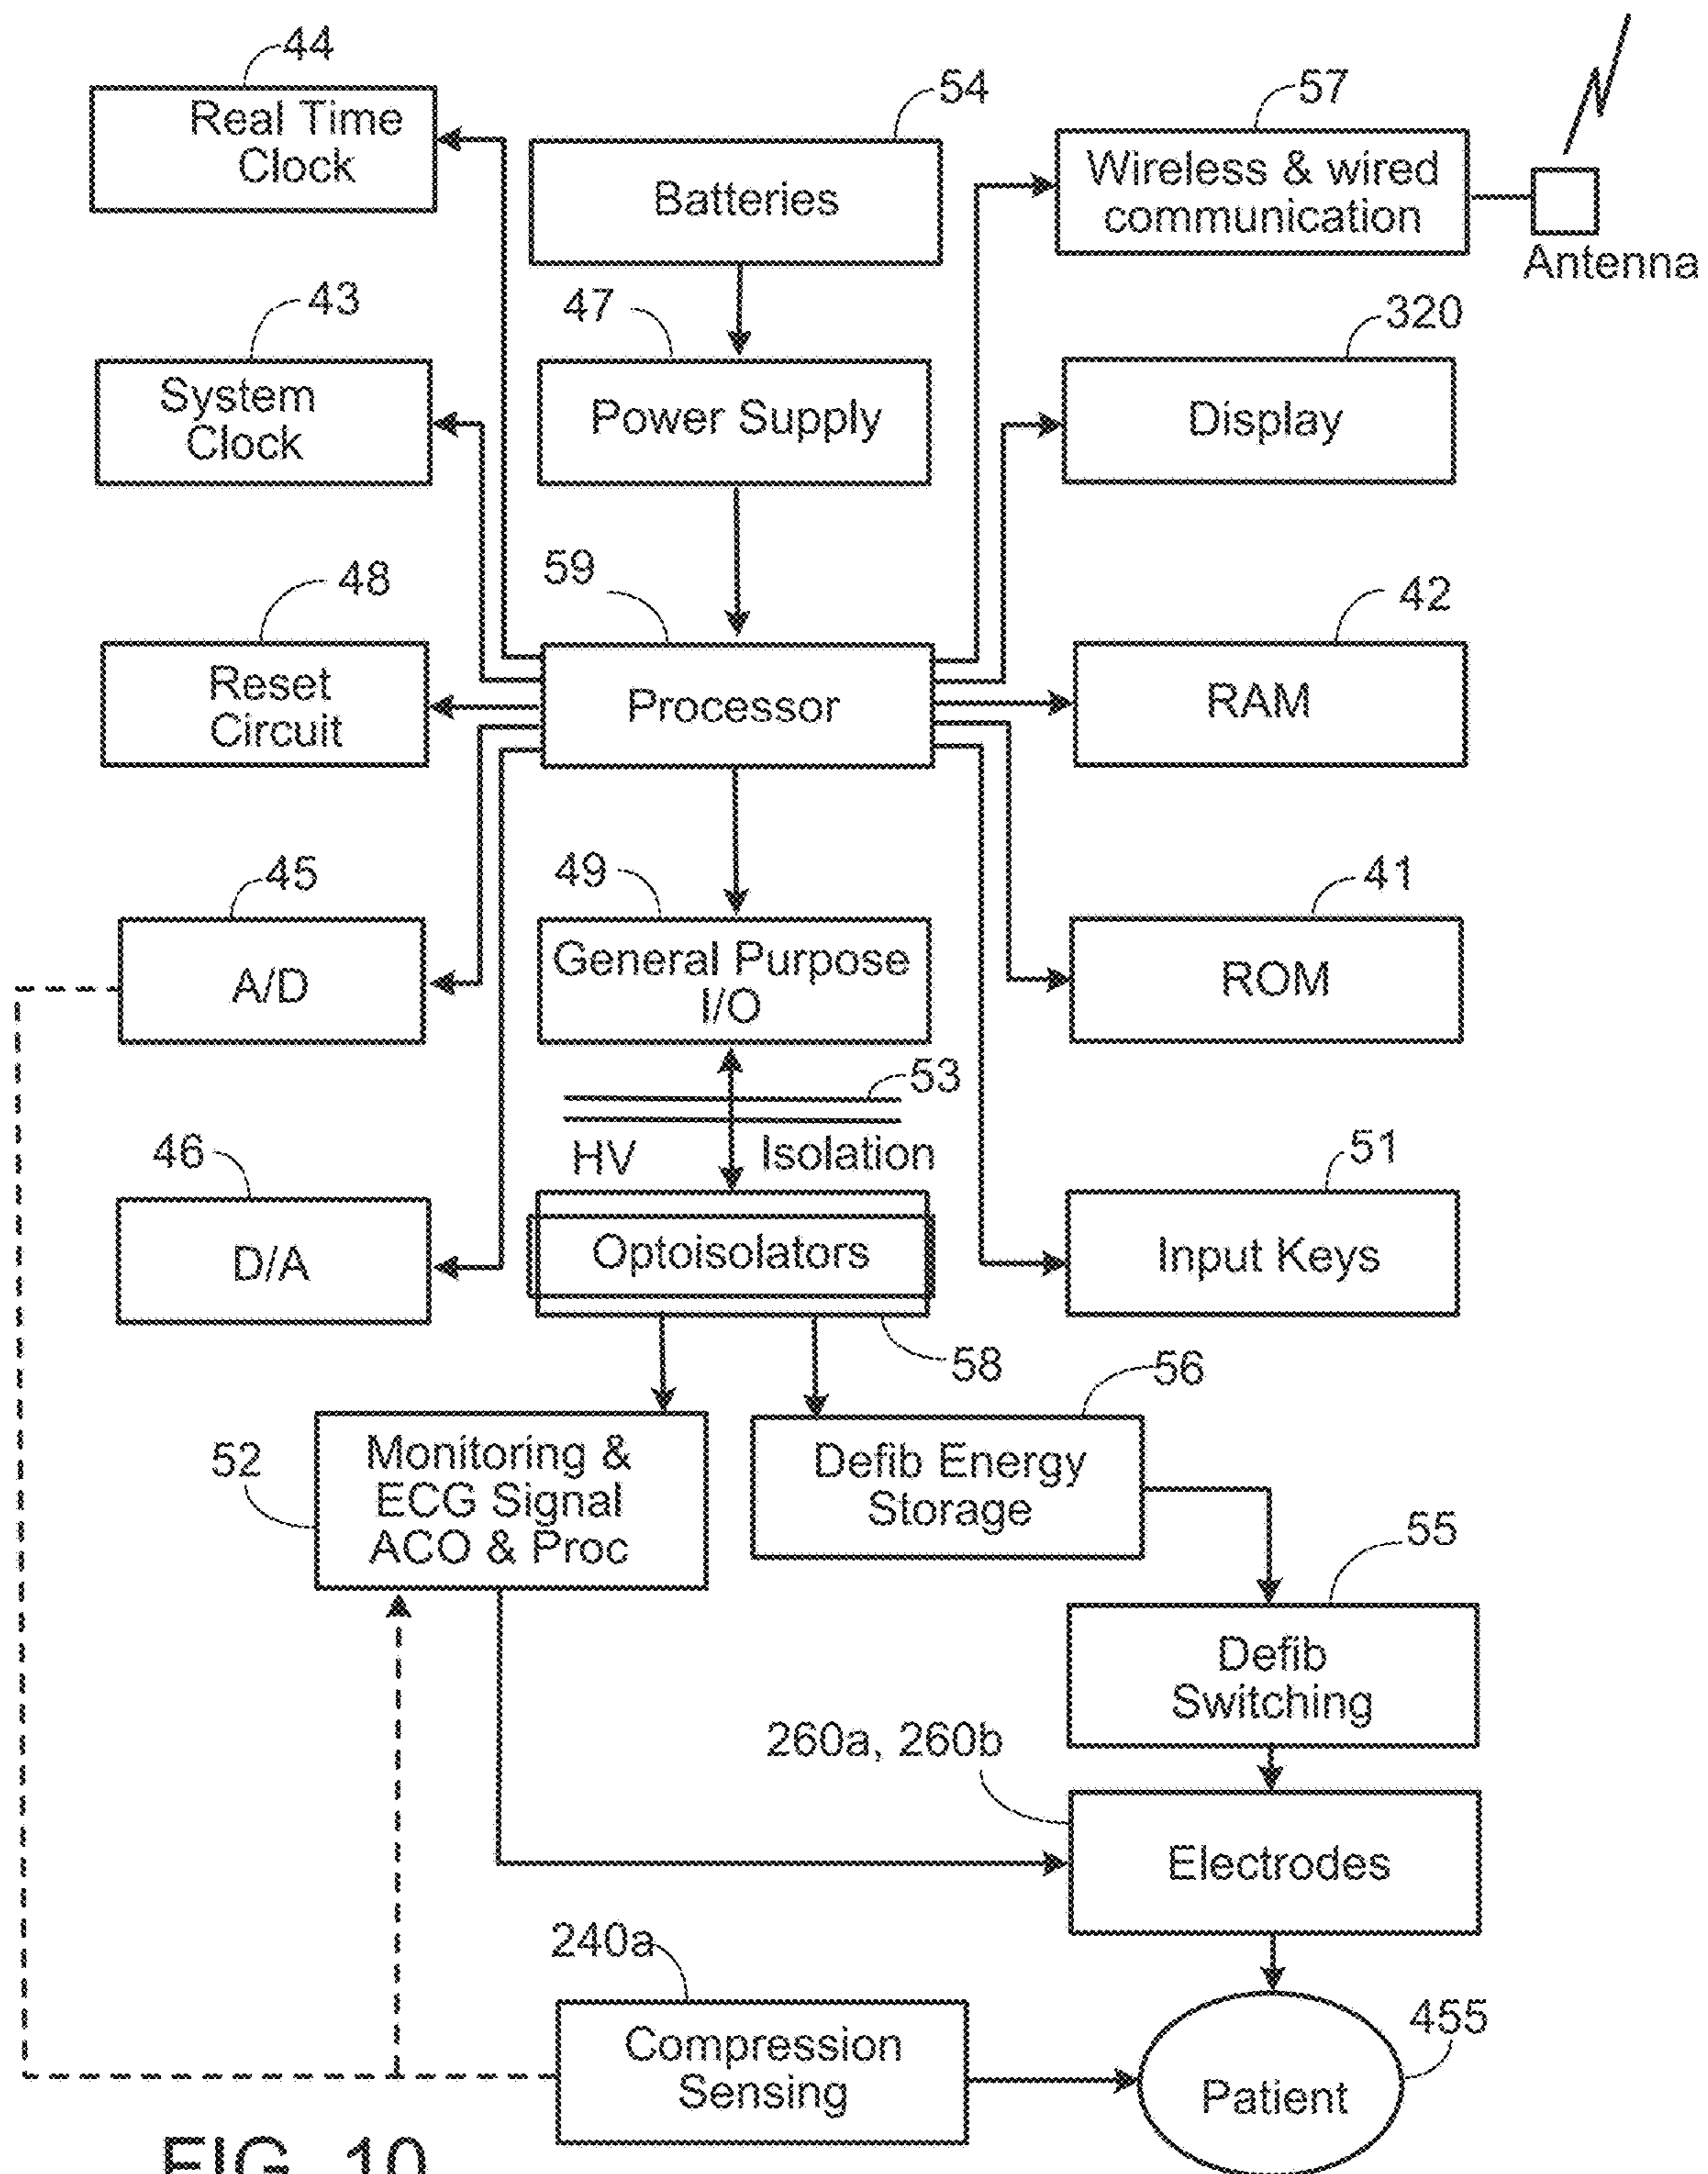 44
Real Time
Clock
54
Batteries
57
Wireless & wired
communication
Antenna
43
System
Clock
47
Power Supply
320
Display
48
Reset
Circuit
59
Processor
42
RAM
45
A/D
49
General Purpose
I/O
41
ROM
53
HV Isolation
46
D/A
Optoisolators
58
51
Input Keys
52
Monitoring &
ECG Signal
ACO & Proc
56
Defib Energy
Storage
55
Defib
Switching
260a, 260b
Electrodes
240a
Compression
Sensing
455
Patient
FIG. 10